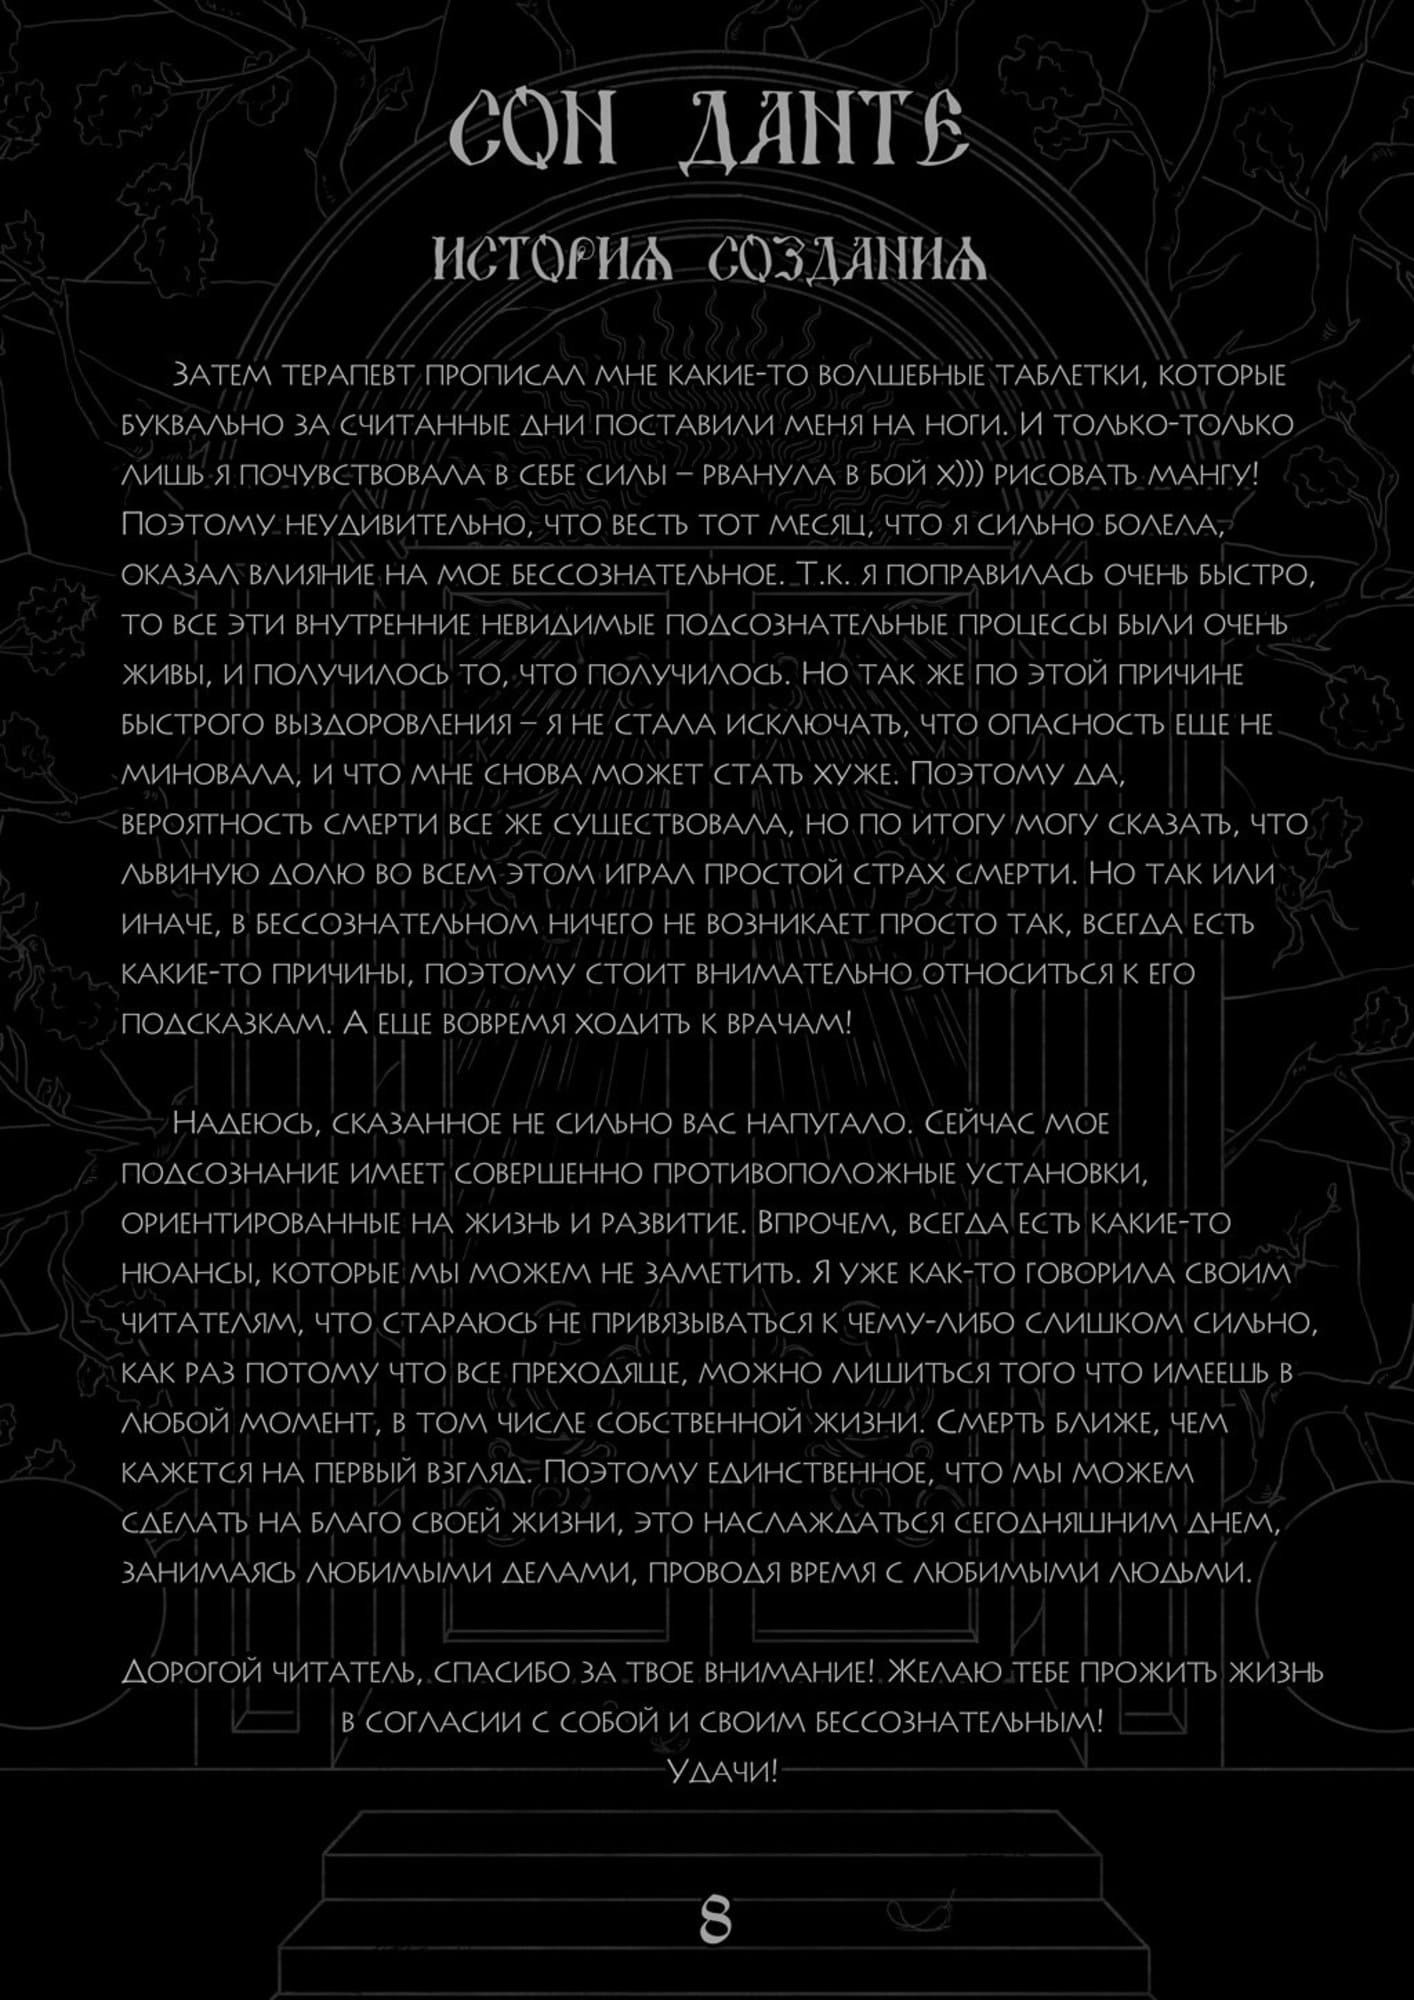 СОН ДАНТЕ
ИСТОРИЯ СОЗДАНИЯ
Затем терапевт прописал мне какие-то волшебные таблетки, которые
буквально за считанные дни поставили меня на ноги. И только-только
лишь я почувствовала в себе силы – рванула в бой х))) рисовать мангу!
Поэтому неудивительно, что весть тот месяц, что я сильно болела,
оказал влияние на мое бессознательное. Т.к. я поправилась очень быстро,
то все эти внутренние невидимые подсознательные процессы были очень
живы, и получилось то, что получилось. Но так же по этой причине
быстрого выздоровления – я не стала исключать, что опасность еще не
миновала, и что мне снова может стать хуже. Поэтому да,
вероятность смерти все же существовала, но по итогу могу сказать, что
львиную долю во всем этом играл простой страх смерти. Но так или
иначе, в бессознательном ничего не возникает просто так, всегда есть
какие-то причины, поэтому стоит внимательно относиться к его
подсказкам. А еще вовремя ходить к врачам!
Надеюсь, сказанное не сильно вас напугало. Сейчас мое
подсознание имеет совершенно противоположные установки,
ориентированные на жизнь и развитие. Впрочем, всегда есть какие-то
нюансы, которые мы можем не заметить. Я уже как-то говорила своим
читателям, что стараюсь не привязываться к чему-либо слишком сильно,
как раз потому что все преходяще, можно лишиться того что имеешь в
любой момент, в том числе собственной жизни. Смерть ближе, чем
кажется на первый взгляд. Поэтому единственное, что мы можем
сделать на благо своей жизни, это наслаждаться сегодняшним днем,
занимаясь любимыми делами, проводя время с любимыми людьми.
Дорогой читатель, спасибо за твое внимание! Желаю тебе прожить жизнь
в согласии с собой и своим бессознательным!
Удачи!
8